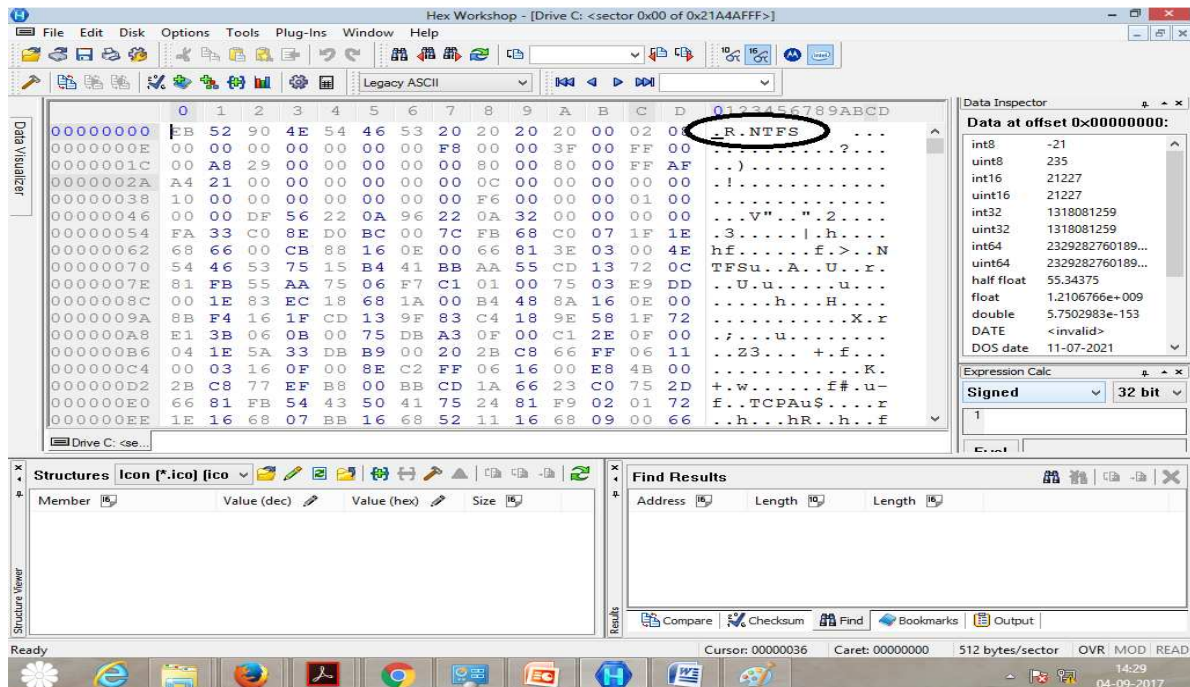 Hex Workshop - [Drive C: <sector 0x00 of 0x21A4AFFF>]
File Edit Disk Options Tools Plug-Ins Window Help
Legacy ASCII
0 1 2 3 4 5 6 7 8 9 A B C D 0123456789ABCD
00000000 EB 52 90 4E 54 46 53 20 20 20 20 00 02 08 .R.NTFS ...
0000000E 00 00 00 00 00 00 00 F8 00 00 3F 00 FF 00 ..........?...
0000001C 00 A8 29 00 00 00 00 00 80 00 80 00 FF AF ..)...........
0000002A A4 21 00 00 00 00 00 00 0C 00 00 00 00 00 .!............
00000038 10 00 00 00 00 00 00 00 F6 00 00 00 01 00 ..............
00000046 00 00 DF 56 22 0A 96 22 0A 32 00 00 00 00 ...V"..".2....
00000054 FA 33 C0 8E D0 BC 00 7C FB 68 C0 07 1F 1E .3.....|.h....
00000062 68 66 00 CB 88 16 0E 00 66 81 3E 03 00 4E hf......f.>..N
00000070 54 46 53 75 15 B4 41 BB AA 55 CD 13 72 0C TFSu..A..U..r.
0000007E 81 FB 55 AA 75 06 F7 C1 01 00 75 03 E9 DD ..U.u.....u...
0000008C 00 1E 83 EC 18 68 1A 00 B4 48 8A 16 0E 00 .....h...H....
0000009A 8B F4 16 1F CD 13 9F 83 C4 18 9E 58 1F 72 ...........X.r
000000A8 E1 3B 06 0B 00 75 DB A3 0F 00 C1 2E 0F 00 .;...u........
000000B6 04 1E 5A 33 DB B9 00 20 2B C8 66 FF 06 11 ..Z3... +.f...
000000C4 00 03 16 0F 00 8E C2 FF 06 16 00 E8 4B 00 ............K.
000000D2 2B C8 77 EF B8 00 BB CD 1A 66 23 C0 75 2D +.w......f#.u-
000000E0 66 81 FB 54 43 50 41 75 24 81 F9 02 01 72 f..TCPAu$....r
000000EE 1E 16 68 07 BB 16 68 52 11 16 68 09 00 66 ..h...hR..h..f
Drive C: <se...
Data Visualizer
Data Inspector
Data at offset 0x00000000:
int8 -21
uint8 235
int16 21227
uint16 21227
int32 1318081259
uint32 1318081259
int64 2329282760189...
uint64 2329282760189...
half float 55.34375
float 1.2106766e+009
double 5.7502983e-153
DATE <invalid>
DOS date 11-07-2021
Expression Calc
Signed 32 bit
1
Structures Icon (*.ico) (ico
Member Value (dec) Value (hex) Size
Structure Viewer
Find Results
Address Length Length
Results
Compare Checksum Find Bookmarks Output
Ready Cursor: 00000036 Caret: 00000000 512 bytes/sector OVR MOD READ
14:29
04-09-2017